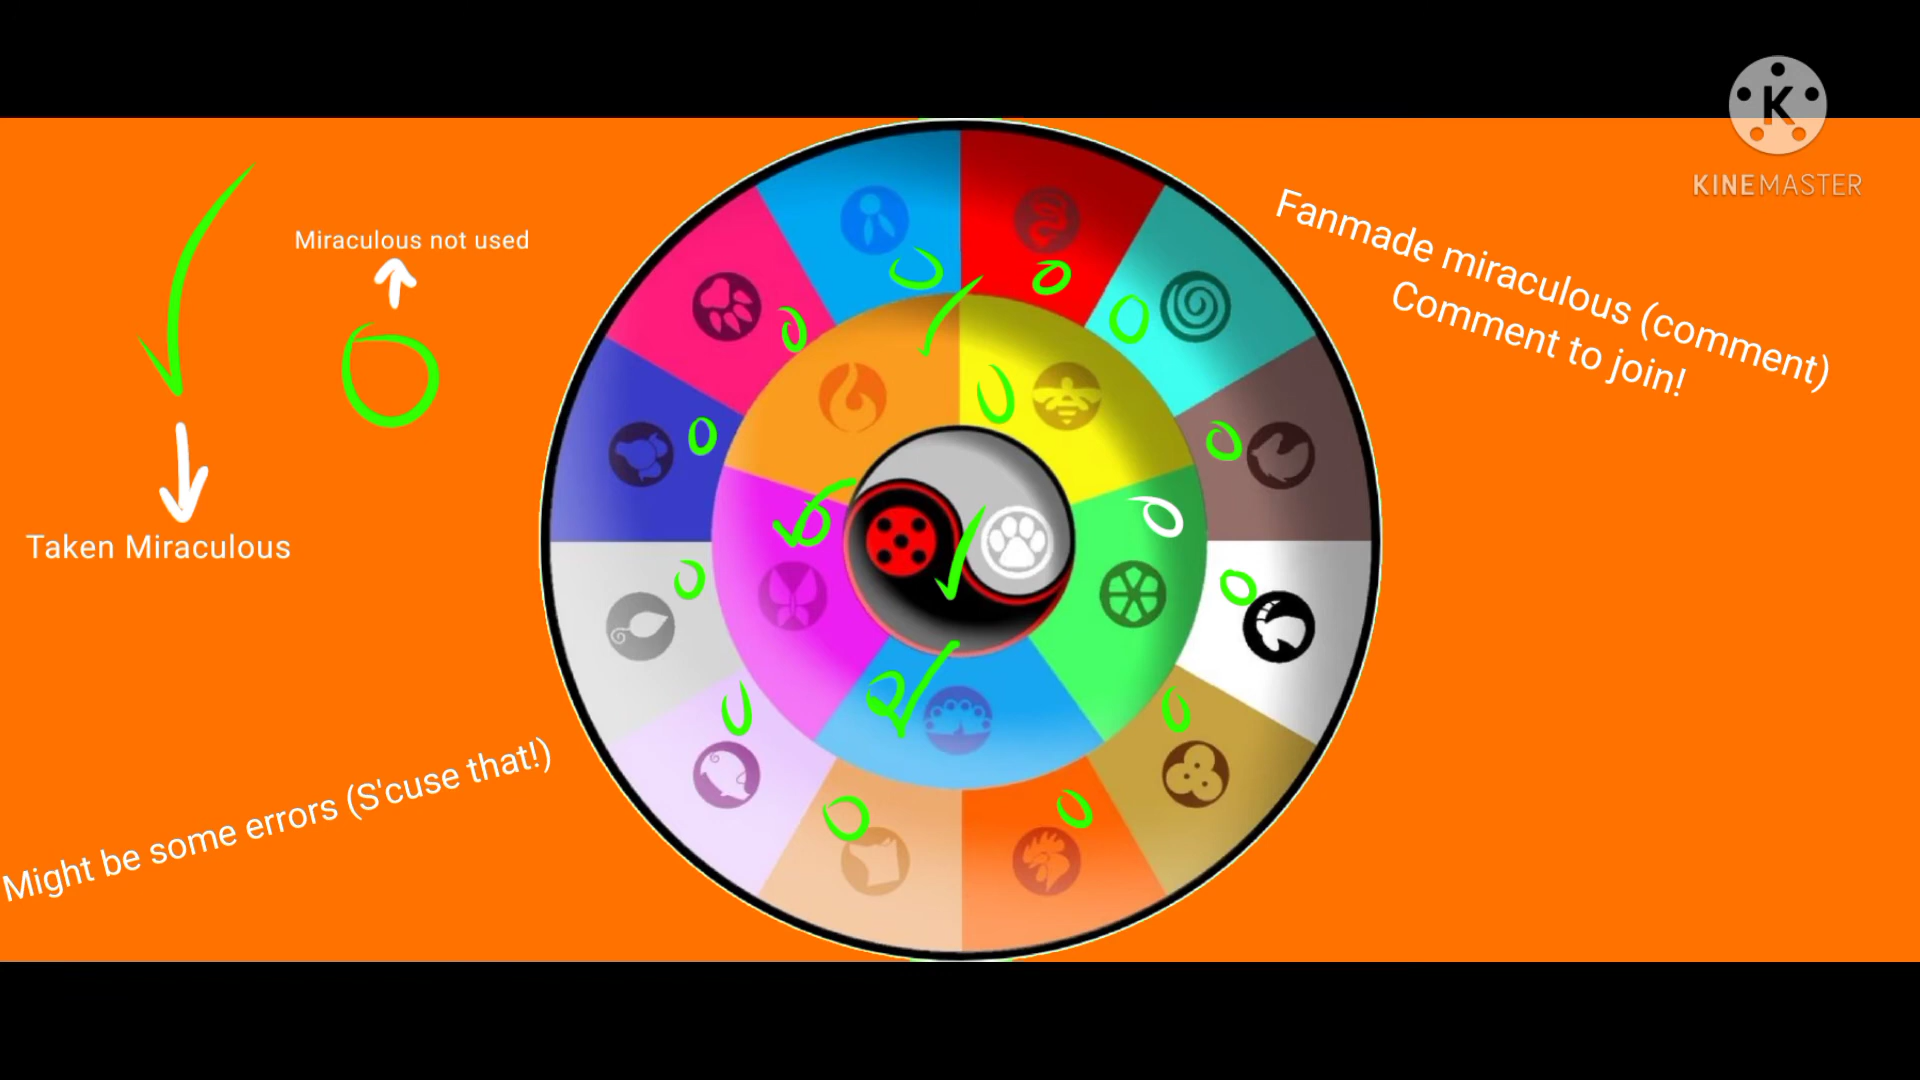 K
KINEMASTER
Miraculous not used
Fanmade miraculous (comment)
Comment to join!
Taken Miraculous
Might be some errors (S'cuse that!)